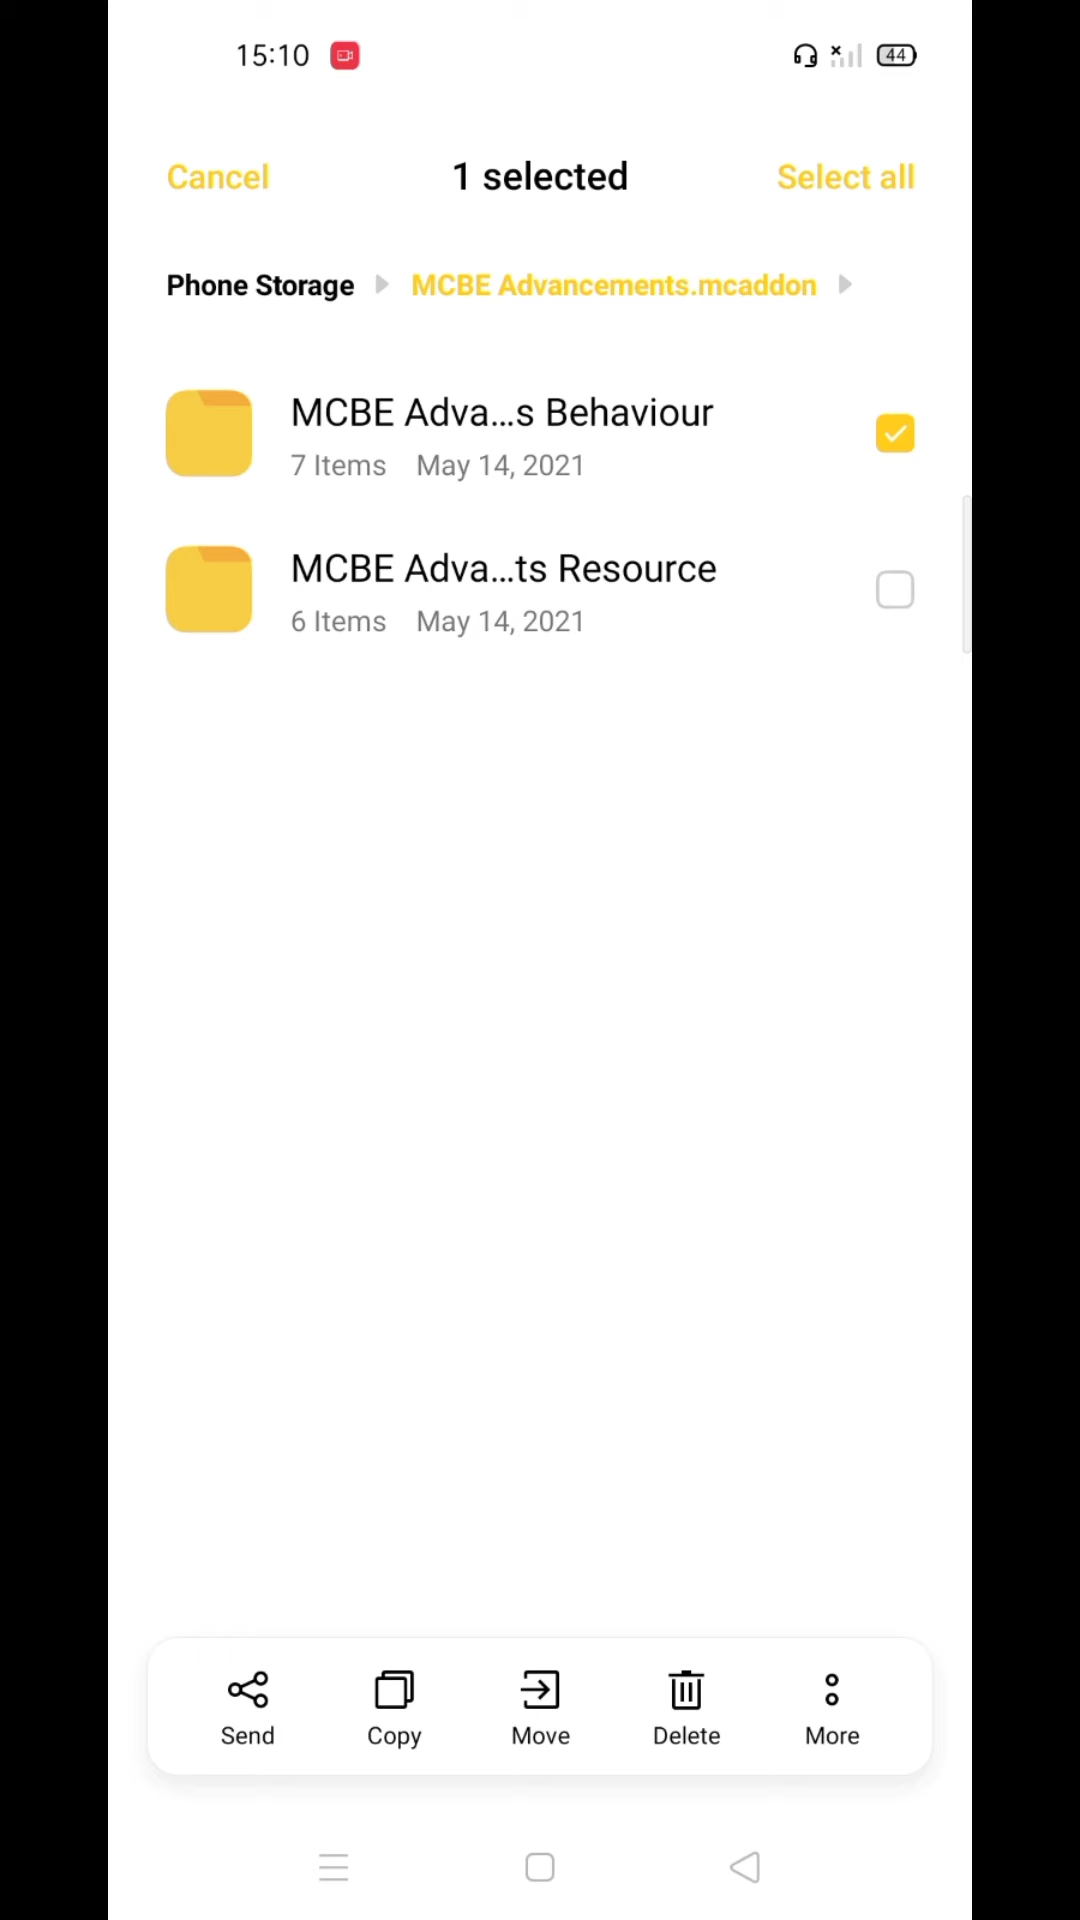 15:10
44
Cancel 1 selected Select all
Phone Storage MCBE Advancements.mcaddon
MCBE Adva...s Behaviour
7 Items May 14, 2021
MCBE Adva...ts Resource
6 Items May 14, 2021
Send Copy Move Delete More